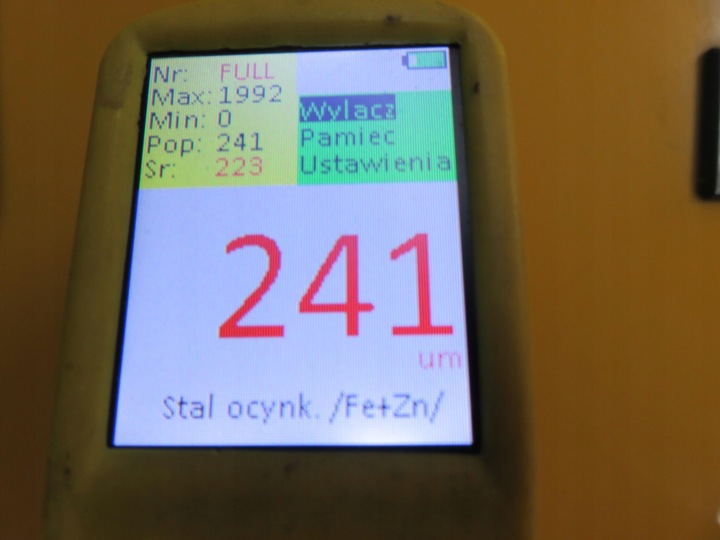 Nr: FULL
Max: 1992
Min: 0
Pop: 241
Sr: 223
Wylacz
Pamiec
Ustawienia
241
um
Stal ocynk. /Fe+Zn/